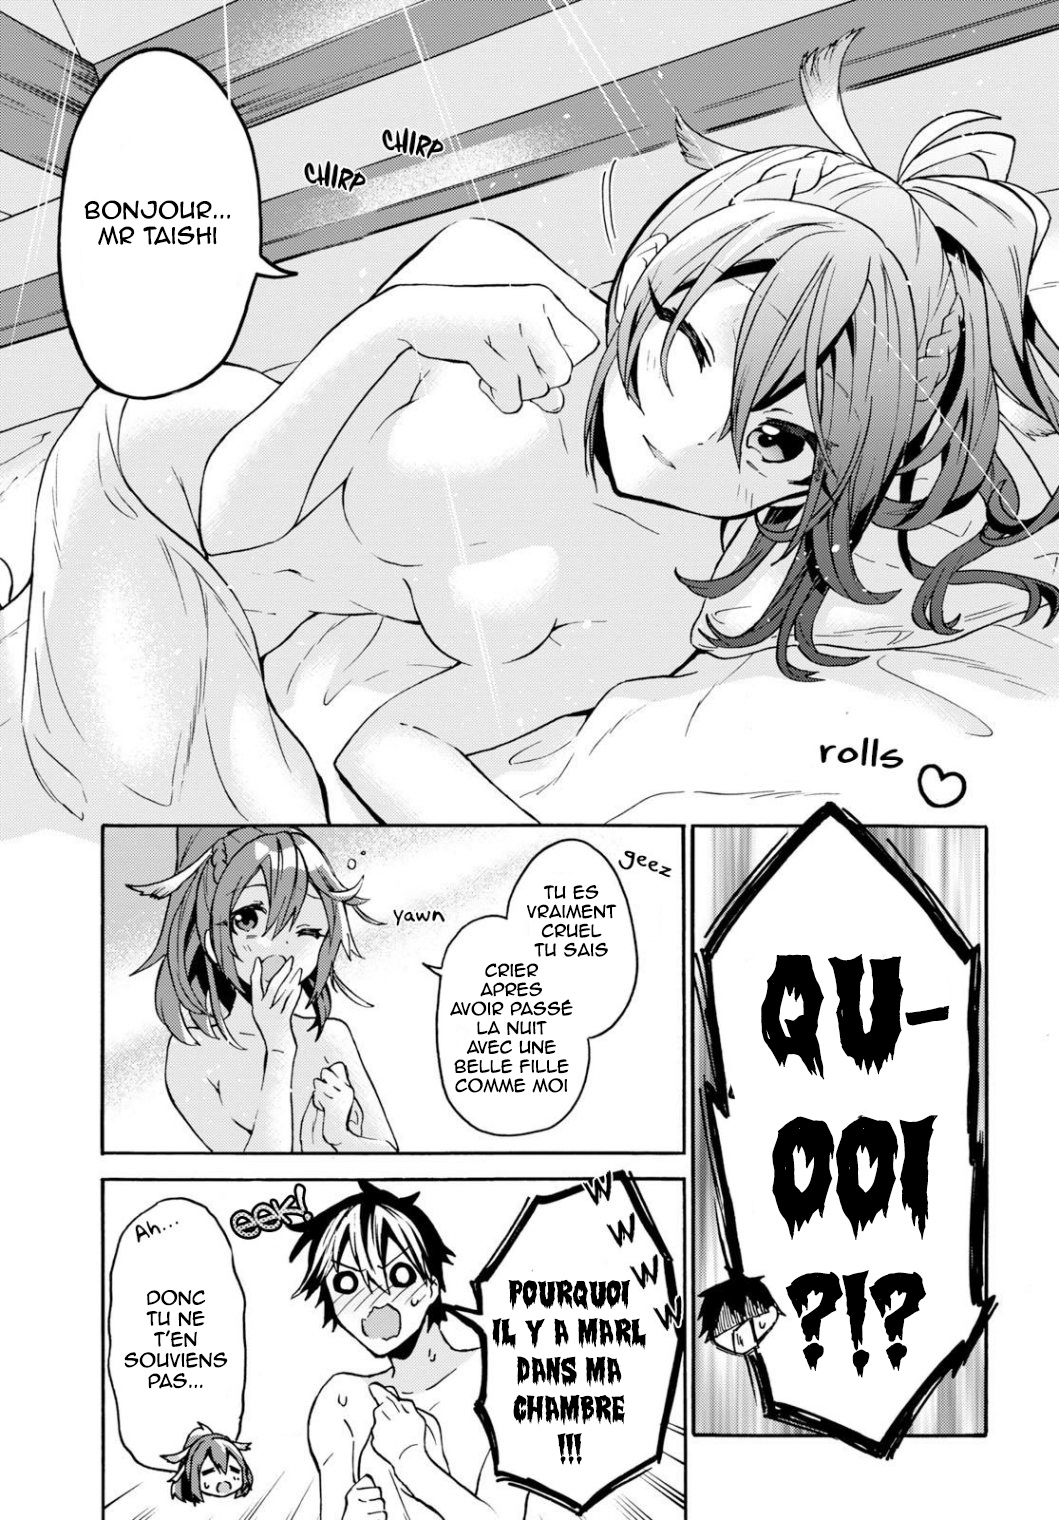 CHIRP
CHIRP
BONJOUR...
MR TAISHI
rolls
QU-
OOI
?!?
geez
TU ES
VRAIMENT
CRUEL
TU SAIS
CRIER
APRES
AVOIR PASSÉ
LA NUIT
AVEC UNE
BELLE FILLE
COMME MOI
yawn
W
W
W
W
POURQUOI
IL Y A MARL
DANS MA
CHAMBRE
!!!
eek!
Ah...
DONC
TU NE
T'EN
SOUVIENS
PAS...